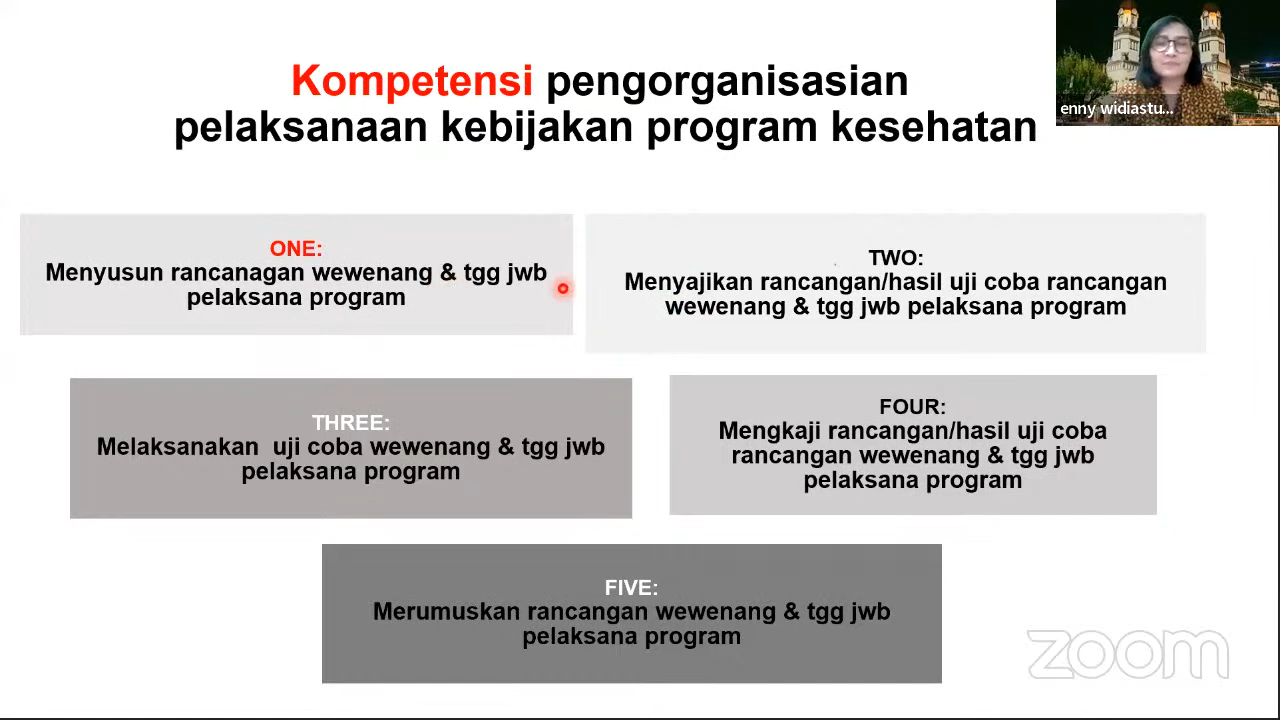 Kompetensi pengorganisasian
pelaksanaan kebijakan program kesehatan
enny widiastu...
ONE:
Menyusun rancanagan wewenang & tgg jwb
pelaksana program
TWO:
Menyajikan rancangan/hasil uji coba rancangan
wewenang & tgg jwb pelaksana program
THREE:
Melaksanakan uji coba wewenang & tgg jwb
pelaksana program
FOUR:
Mengkaji rancangan/hasil uji coba
rancangan wewenang & tgg jwb
pelaksana program
FIVE:
Merumuskan rancangan wewenang & tgg jwb
pelaksana program
zoom